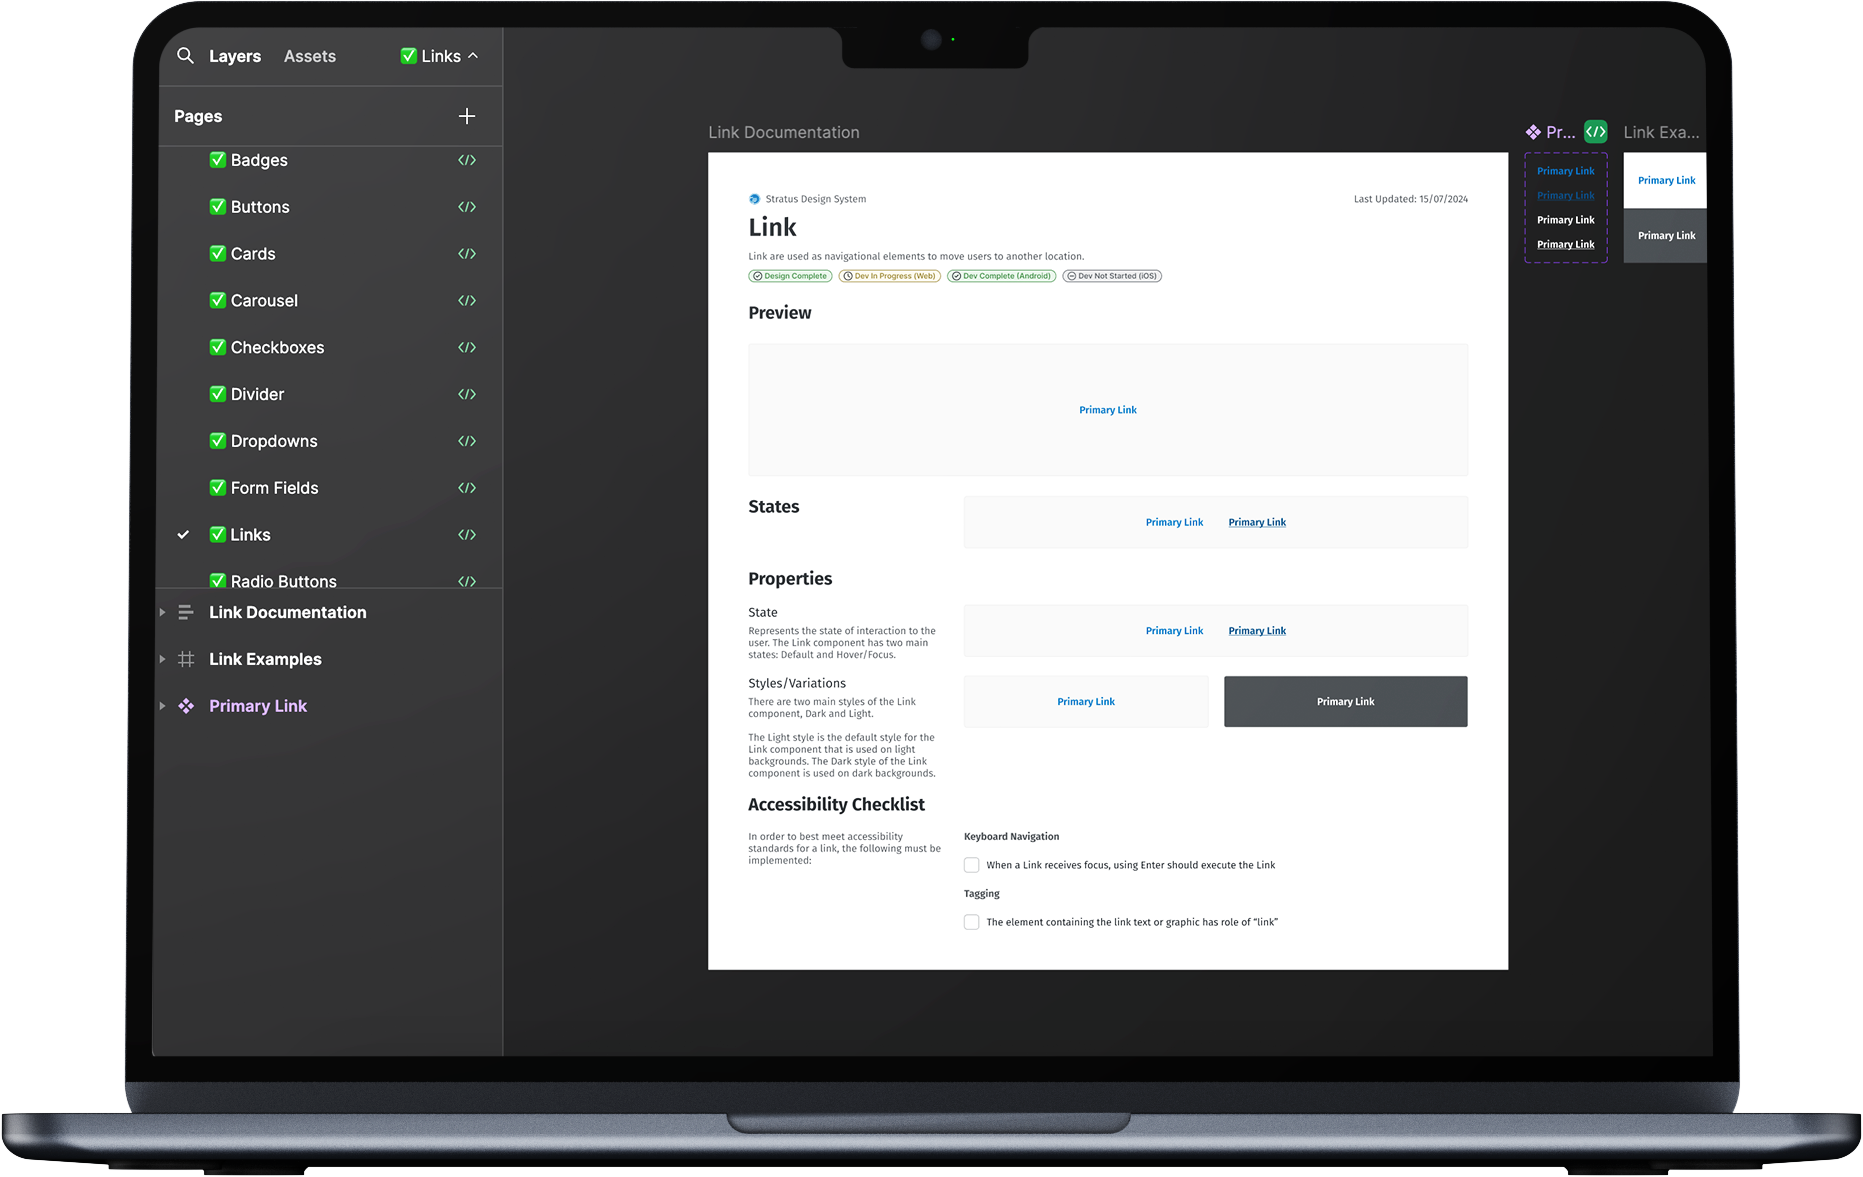 Layers Assets ✅ Links
Pages
✅ Badges </>
✅ Buttons </>
✅ Cards </>
✅ Carousel </>
✅ Checkboxes </>
✅ Divider </>
✅ Dropdowns </>
✅ Form Fields </>
✅ Links </>
✅ Radio Buttons </>
Link Documentation
Link Examples
Primary Link
Link Documentation
Stratus Design System
Last Updated: 15/07/2024
Link
Link are used as navigational elements to move users to another location.
Design Complete Dev In Progress (Web) Dev Complete (Android) Dev Not Started (iOS)
Preview
Primary Link
States
Primary Link Primary Link
Properties
State
Represents the state of interaction to the
user. The Link component has two main
states: Default and Hover/Focus.
Primary Link Primary Link
Styles/Variations
There are two main styles of the Link
component, Dark and Light.
The Light style is the default style for the
Link component that is used on light
backgrounds. The Dark style of the Link
component is used on dark backgrounds.
Primary Link
Primary Link
Accessibility Checklist
In order to best meet accessibility
standards for a link, the following must be
implemented:
Keyboard Navigation
When a Link receives focus, using Enter should execute the Link
Tagging
The element containing the link text or graphic has role of “link”
Pr... </>
Primary Link
Primary Link
Primary Link
Primary Link
Link Exa...
Primary Link
Primary Link